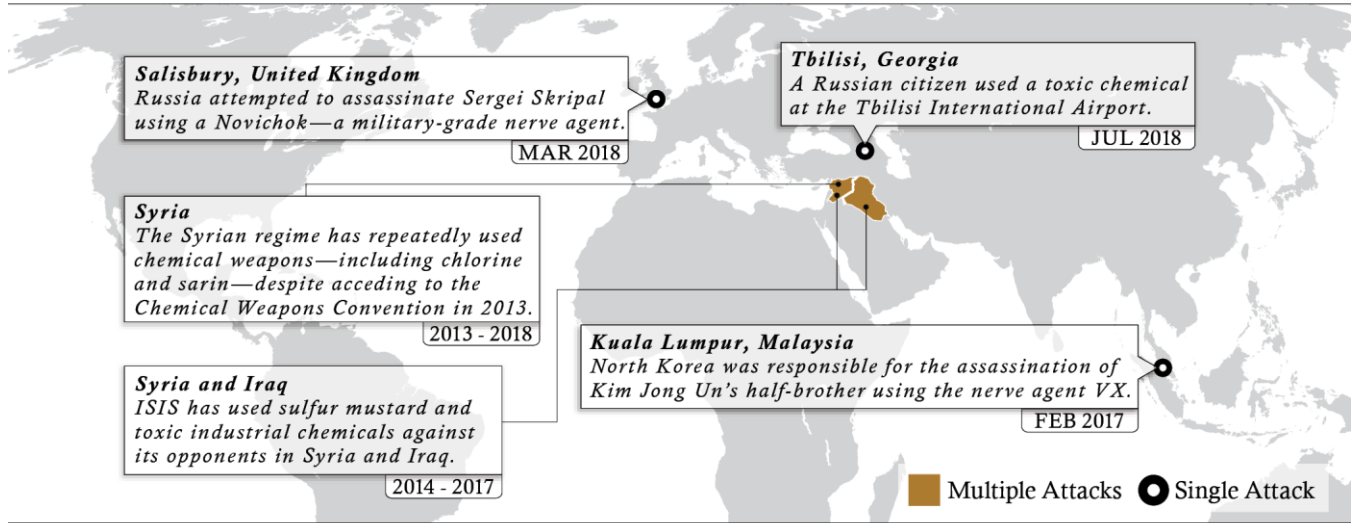 Salisbury, United Kingdom
Russia attempted to assassinate Sergei Skripal
using a Novichok—a military-grade nerve agent.
MAR 2018
Tbilisi, Georgia
A Russian citizen used a toxic chemical
at the Tbilisi International Airport.
JUL 2018
Syria
The Syrian regime has repeatedly used
chemical weapons—including chlorine
and sarin—despite acceding to the
Chemical Weapons Convention in 2013.
2013 - 2018
Kuala Lumpur, Malaysia
North Korea was responsible for the assassination of
Kim Jong Un's half-brother using the nerve agent VX.
FEB 2017
Syria and Iraq
ISIS has used sulfur mustard and
toxic industrial chemicals against
its opponents in Syria and Iraq.
2014 - 2017
Multiple Attacks
Single Attack